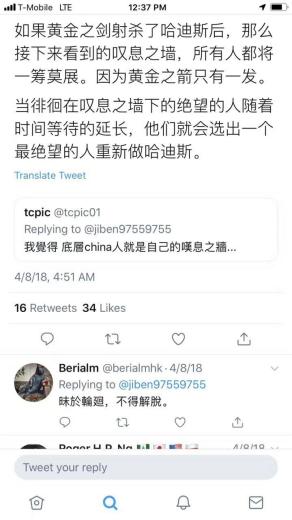 T-Mobile LTE
12:37 PM
如果黄金之剑射杀了哈迪斯后，那么
接下来看到的叹息之墙，所有人都将
一筹莫展。因为黄金之箭只有一发。
当徘徊在叹息之墙下的绝望的人随着
时间等待的延长，他们就会选出一个
最绝望的人重新做哈迪斯。
Translate Tweet
tcpic @tcpic01
Replying to @jiben97559755
我覺得 底層china人就是自己的嘆息之牆...
4/8/18, 4:51 AM
16 Retweets 34 Likes
Berialm @berialmhk · 4/8/18
Replying to @jiben97559755
昧於輪迴，不得解脫。
Roger H.P. Ng
4/8/18
Tweet your reply